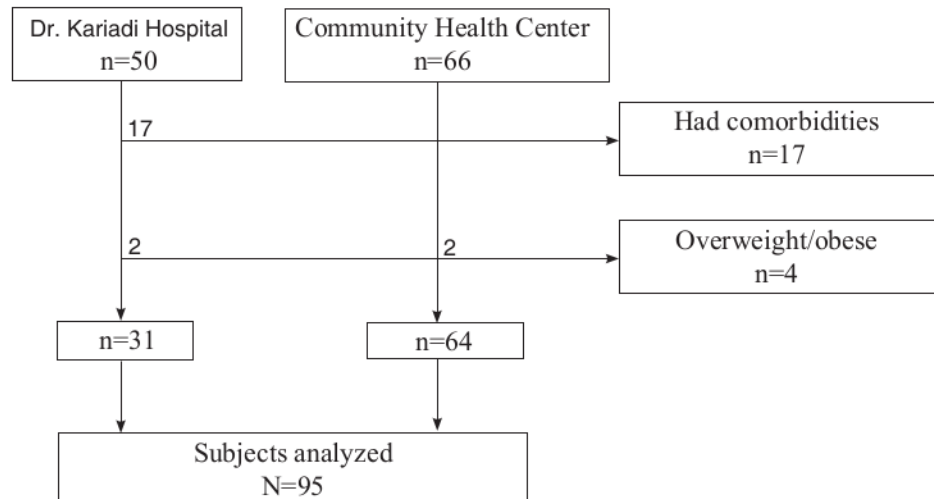 Dr. Kariadi Hospital
n=50
Community Health Center
n=66
17
Had comorbidities
n=17
2
2
Overweight/obese
n=4
n=31
n=64
Subjects analyzed
N=95